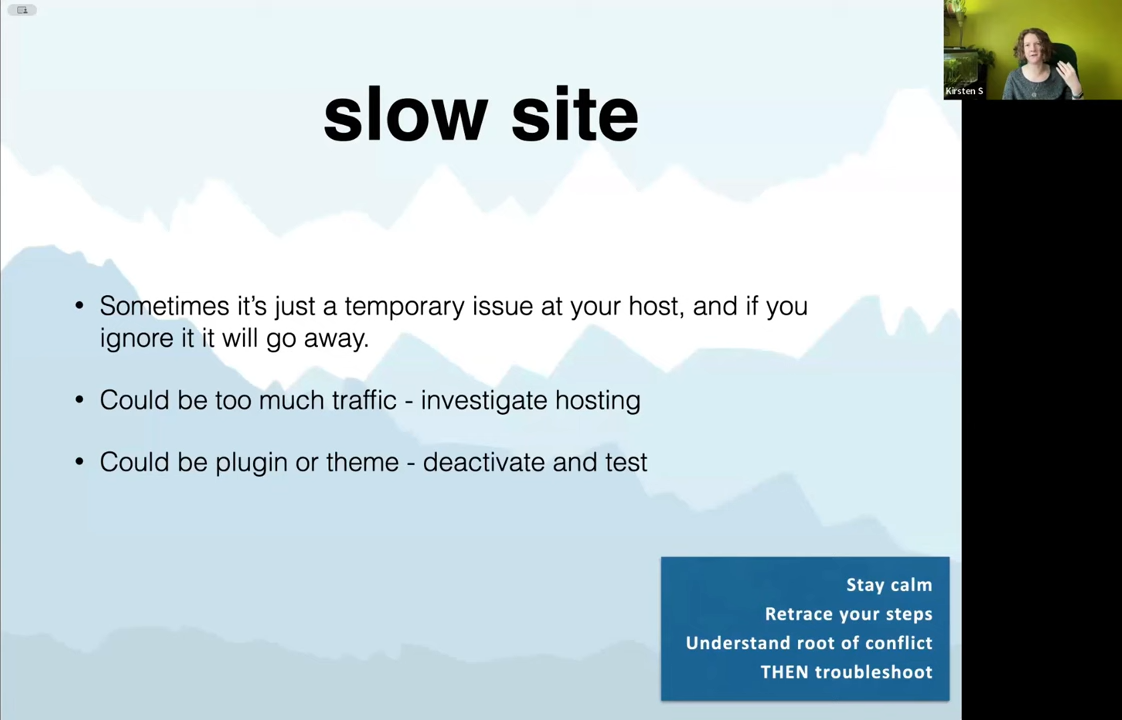 slow site
Kirsten S
• Sometimes it's just a temporary issue at your host, and if you
ignore it it will go away.
• Could be too much traffic - investigate hosting
• Could be plugin or theme - deactivate and test
Stay calm
Retrace your steps
Understand root of conflict
THEN troubleshoot